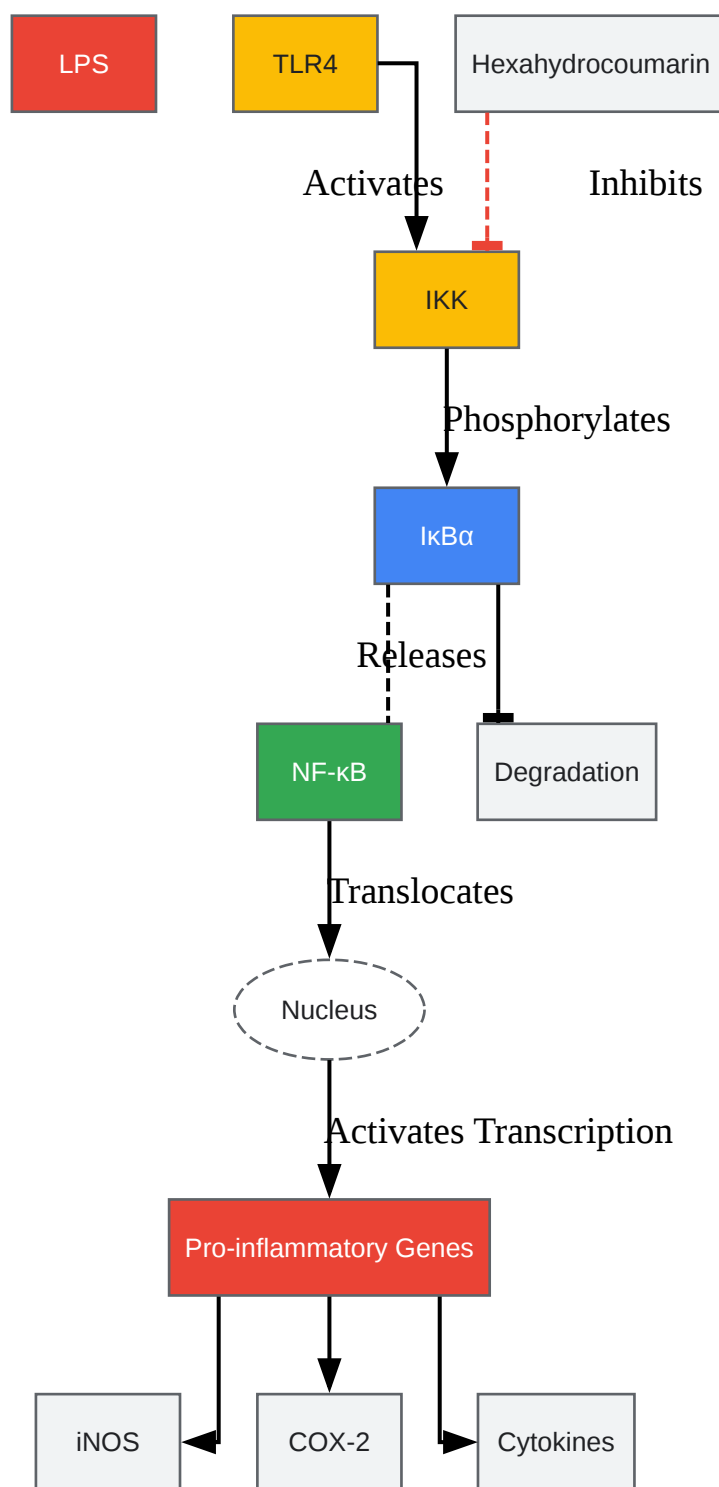 LPS
TLR4
Hexahydrocoumarin
Activates
Inhibits
IKK
Phosphorylates
IκBα
Releases
NF-κB
Degradation
Translocates
Nucleus
Activates Transcription
Pro-inflammatory Genes
iNOS
COX-2
Cytokines